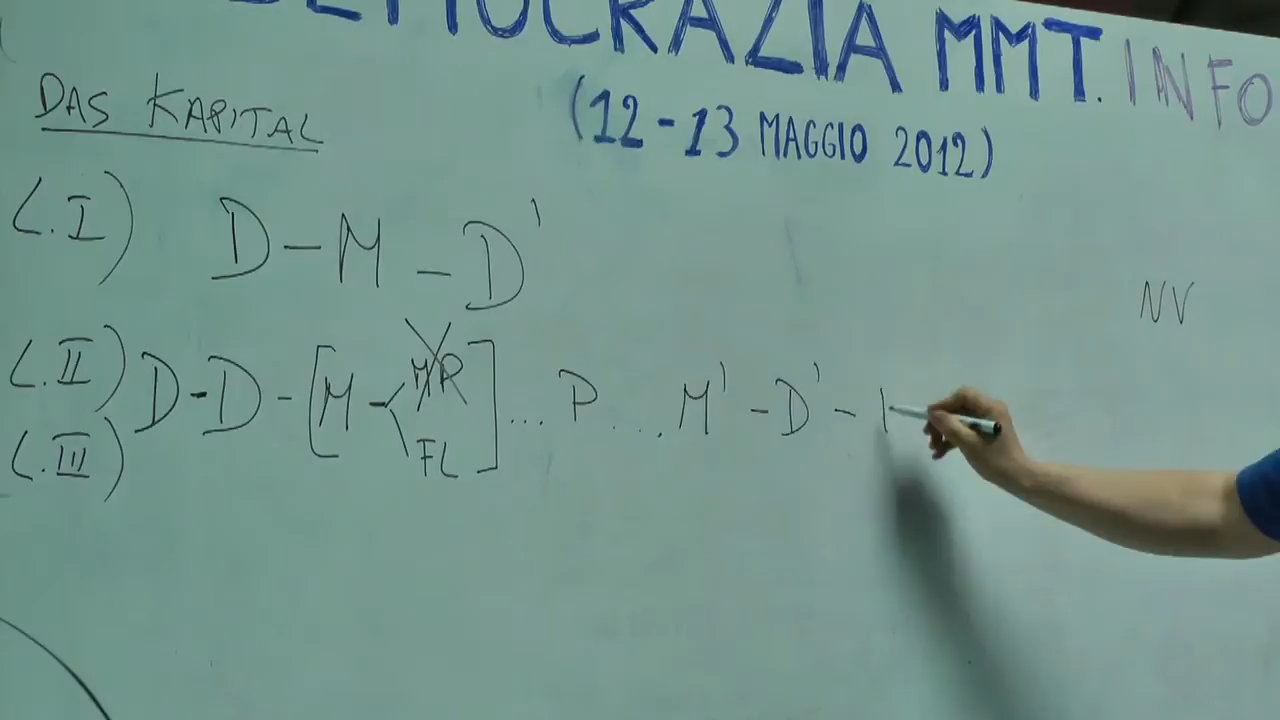 DEMOCRAZIA MMT.INFO
(12-13 MAGGIO 2012)
DAS KAPITAL
L.I) D-M-D'
NV
L.II) D-D-[M-< MP FL]...P....M'-D'-
L.III)